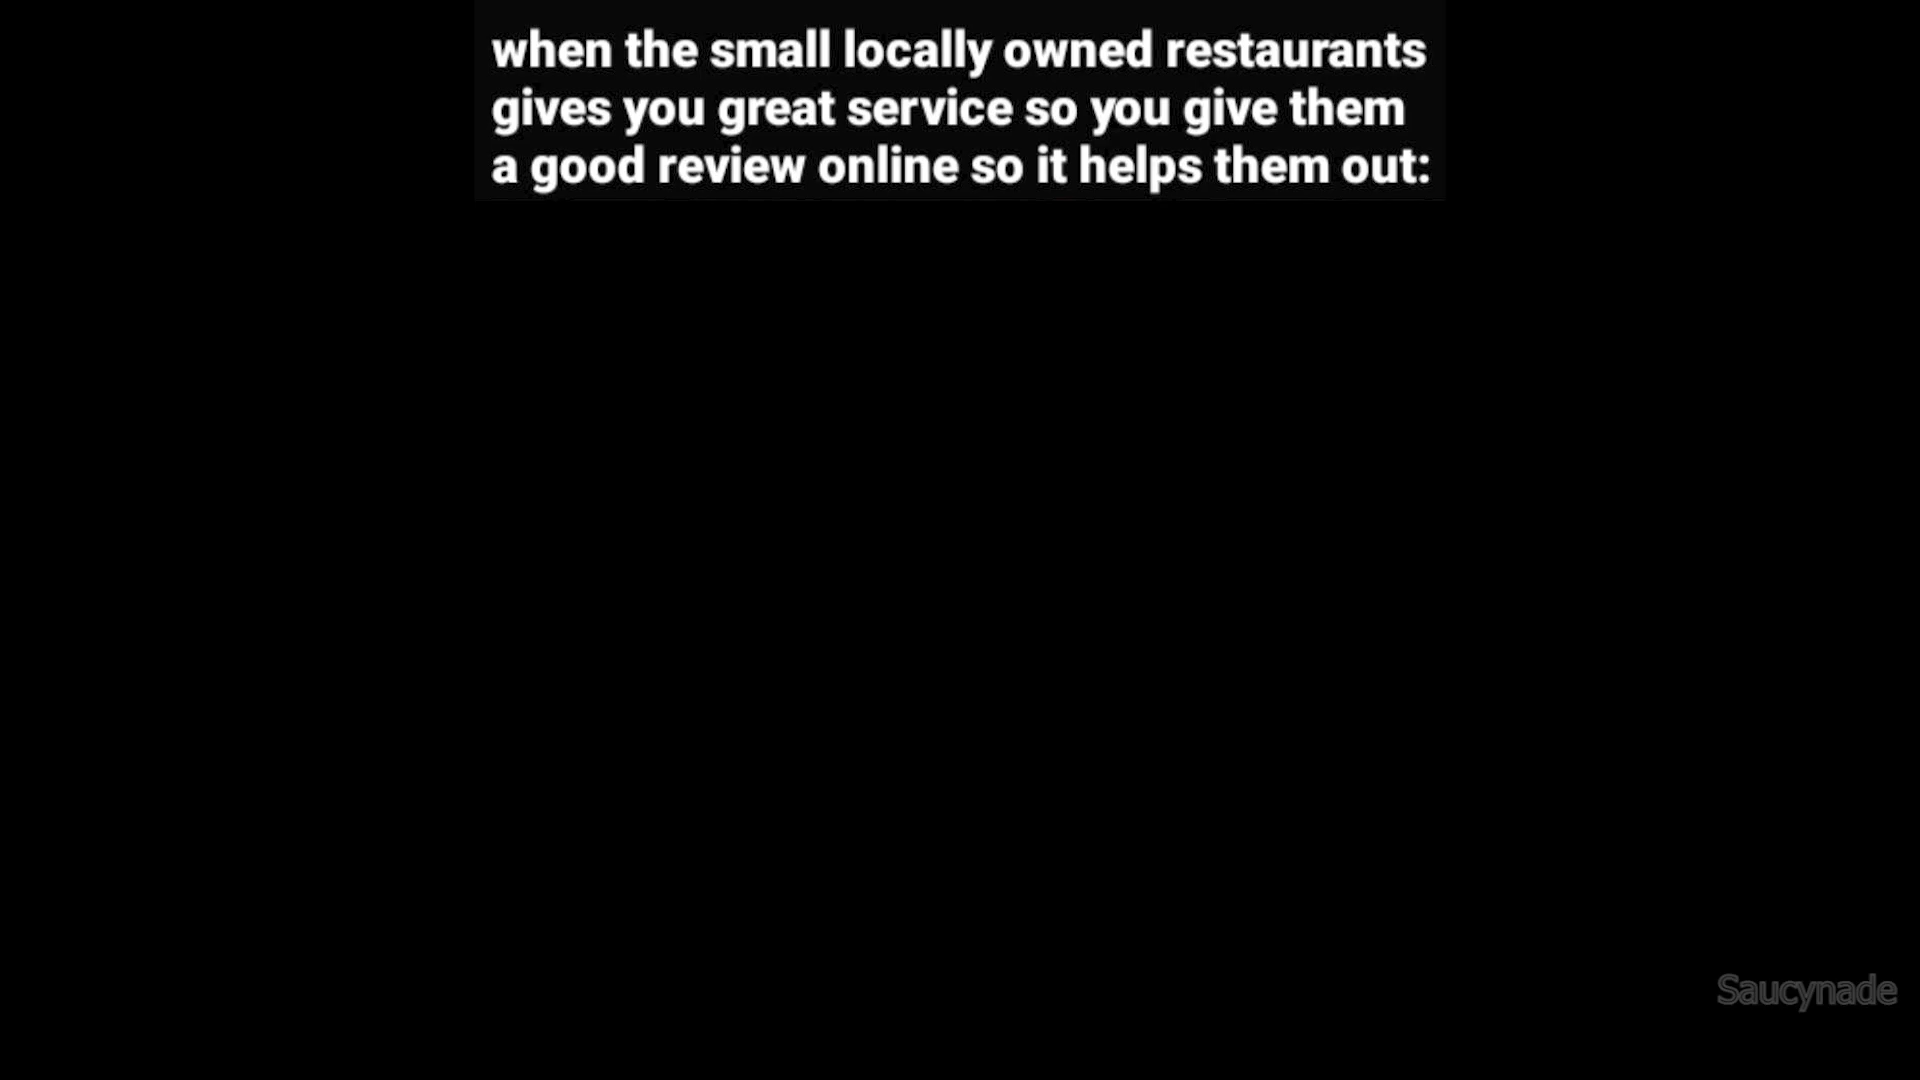 when the small locally owned restaurants
gives you great service so you give them
a good review online so it helps them out:
Saucynade